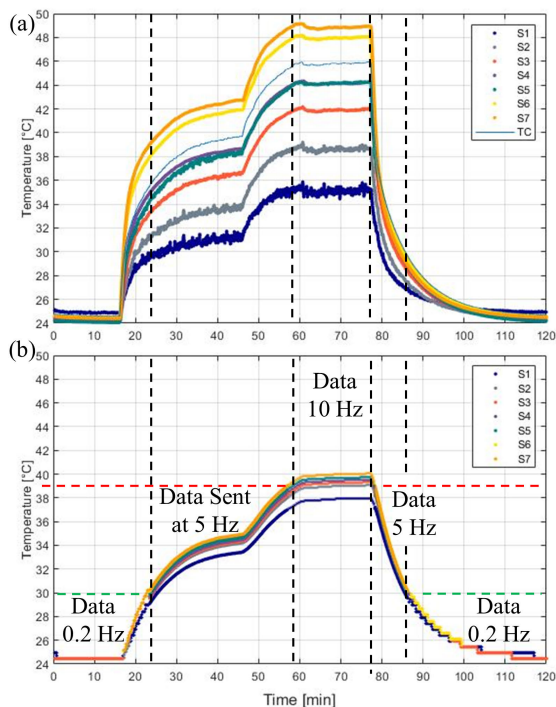 (a)
50
48
46
44
42
40
38
36
34
32
30
28
26
24
Temperature [°C]
S1
S2
S3
S4
S5
S6
S7
TC
0 10 20 30 40 50 60 70 80 90 100 110 120
(b)
50
48
46
44
42
40
38
36
34
32
30
28
26
24
Temperature [°C]
S1
S2
S3
S4
S5
S6
S7
Data
10 Hz
Data Sent
at 5 Hz
Data
5 Hz
Data
0.2 Hz
Data
0.2 Hz
0 10 20 30 40 50 60 70 80 90 100 110 120
Time [min]